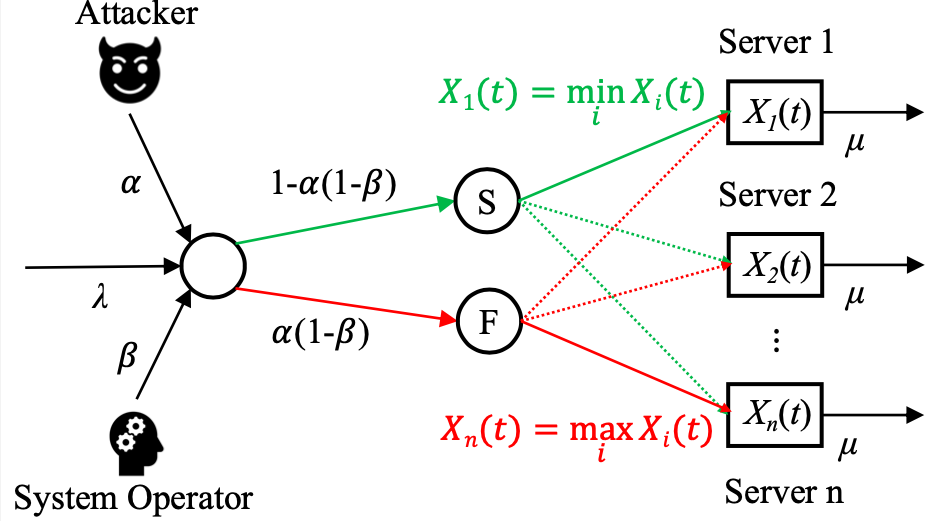 Attacker
Server 1
X₁(t) = min Xᵢ(t)
i
X₁(t)
μ
α
1-α(1-β)
S
Server 2
X₂(t)
μ
λ
F
α(1-β)
β
⋮
Xₙ(t) = max Xᵢ(t)
i
Xₙ(t)
μ
System Operator
Server n